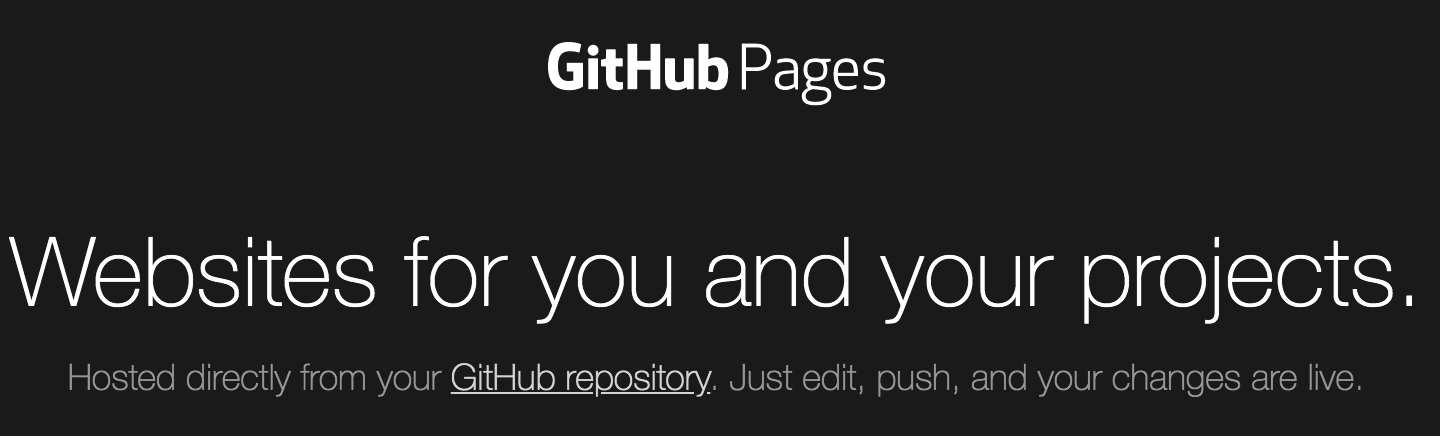 GitHub Pages
Websites for you and your projects.
Hosted directly from your GitHub repository. Just edit, push, and your changes are live.